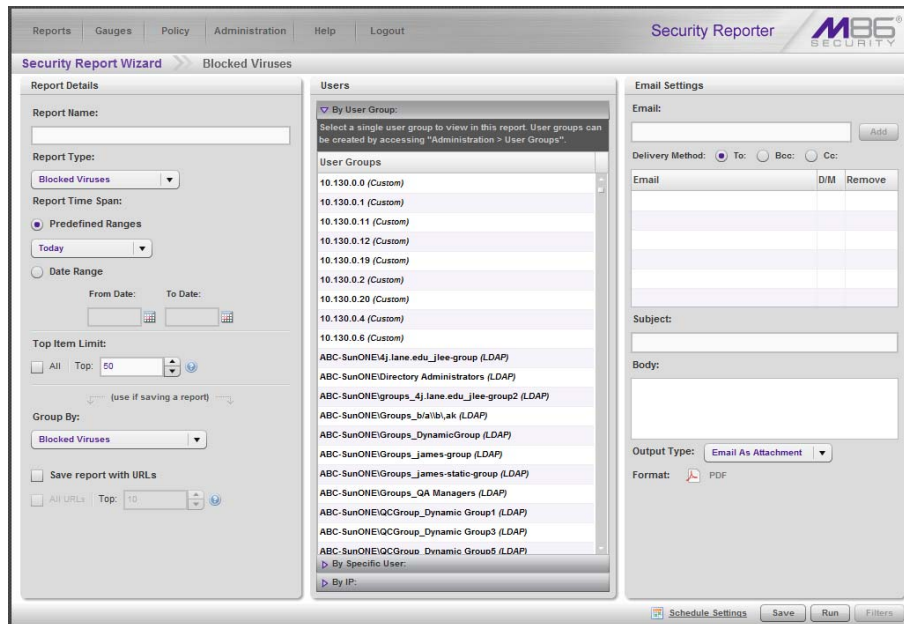 Reports Gauges Policy Administration Help Logout
Security Reporter
M86®
SECURITY
Security Report Wizard Blocked Viruses
Report Details
Report Name:
Report Type:
Blocked Viruses
Report Time Span:
Predefined Ranges
Today
Date Range
From Date: To Date:
Top Item Limit:
All Top: 50
(use if saving a report)
Group By:
Blocked Viruses
Save report with URLs
All URLs Top: 10
Users
By User Group:
Select a single user group to view in this report. User groups can
be created by accessing "Administration > User Groups".
User Groups
10.130.0.0 (Custom)
10.130.0.1 (Custom)
10.130.0.11 (Custom)
10.130.0.12 (Custom)
10.130.0.19 (Custom)
10.130.0.2 (Custom)
10.130.0.20 (Custom)
10.130.0.4 (Custom)
10.130.0.6 (Custom)
ABC-SunONE\4j.lane.edu_jlee-group (LDAP)
ABC-SunONE\Directory Administrators (LDAP)
ABC-SunONE\groups_4j.lane.edu_jlee-group2 (LDAP)
ABC-SunONE\Groups_b/a\\b\,ak (LDAP)
ABC-SunONE\Groups_DynamicGroup (LDAP)
ABC-SunONE\Groups_james-group (LDAP)
ABC-SunONE\Groups_james-static-group (LDAP)
ABC-SunONE\Groups_QA Managers (LDAP)
ABC-SunONE\QCGroup_Dynamic Group1 (LDAP)
ABC-SunONE\QCGroup_Dynamic Group3 (LDAP)
ABC-SunONE\QCGroup_Dynamic Group5 (LDAP)
By Specific User:
By IP:
Email Settings
Email:
Add
Delivery Method: To: Bcc: Cc:
Email D/M Remove
Subject:
Body:
Output Type: Email As Attachment
Format: PDF
Schedule Settings Save Run Filters